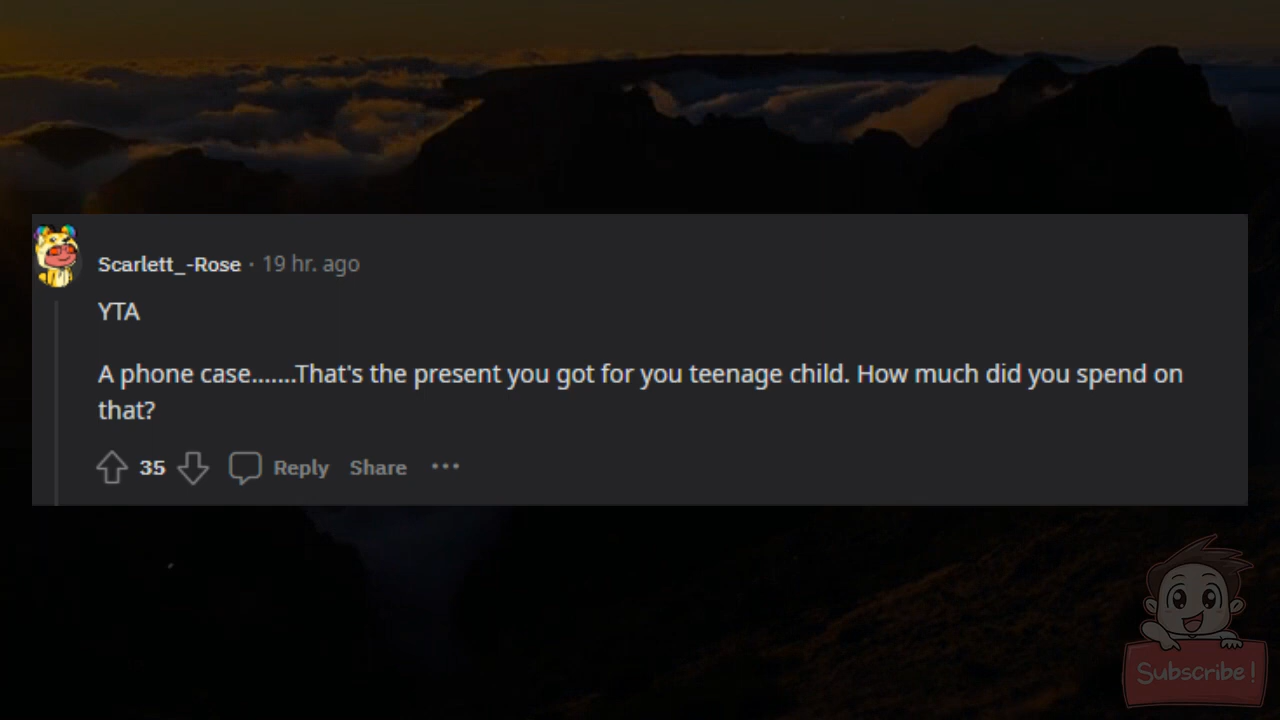 Scarlett_-Rose · 19 hr. ago
YTA
A phone case.......That's the present you got for you teenage child. How much did you spend on
that?
35 Reply Share ···
Subscribe!